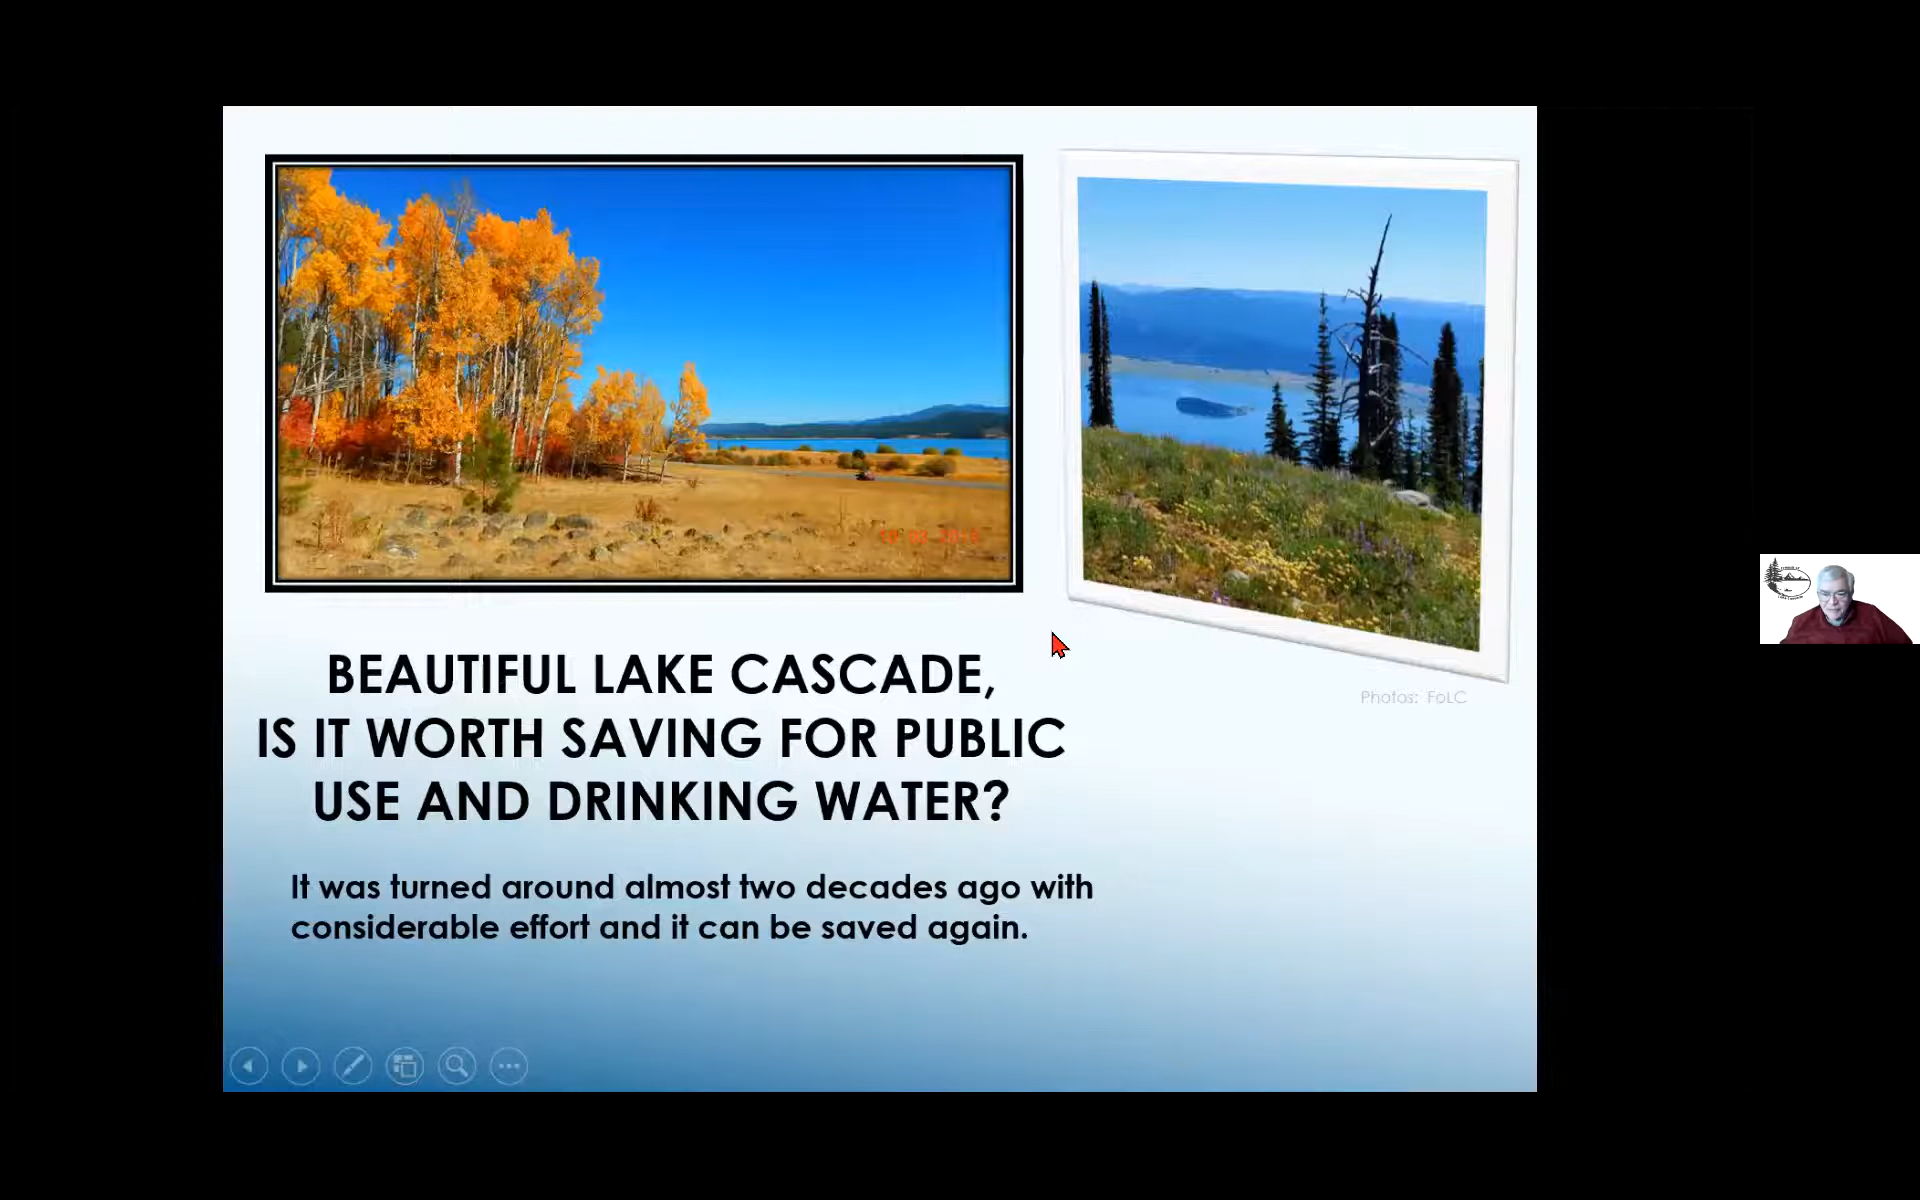 BEAUTIFUL LAKE CASCADE,
IS IT WORTH SAVING FOR PUBLIC
USE AND DRINKING WATER?
Photos: FoLC
It was turned around almost two decades ago with
considerable effort and it can be saved again.